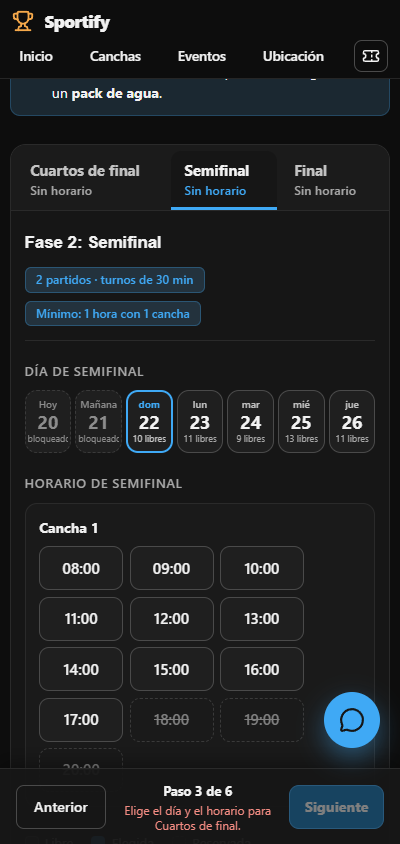 Sportify
Inicio Canchas Eventos Ubicación
un pack de agua.
Cuartos de final Semifinal Final
Sin horario Sin horario Sin horario
Fase 2: Semifinal
2 partidos · turnos de 30 min
Mínimo: 1 hora con 1 cancha
DÍA DE SEMIFINAL
Hoy Mañana dom lun mar mié jue
20 21 22 23 24 25 26
bloqueado bloqueado 10 libres 11 libres 9 libres 13 libres 11 libres
HORARIO DE SEMIFINAL
Cancha 1
08:00 09:00 10:00
11:00 12:00 13:00
14:00 15:00 16:00
17:00 18:00 19:00
20:00
Anterior Paso 3 de 6 Siguiente
Elige el día y el horario para
Cuartos de final.